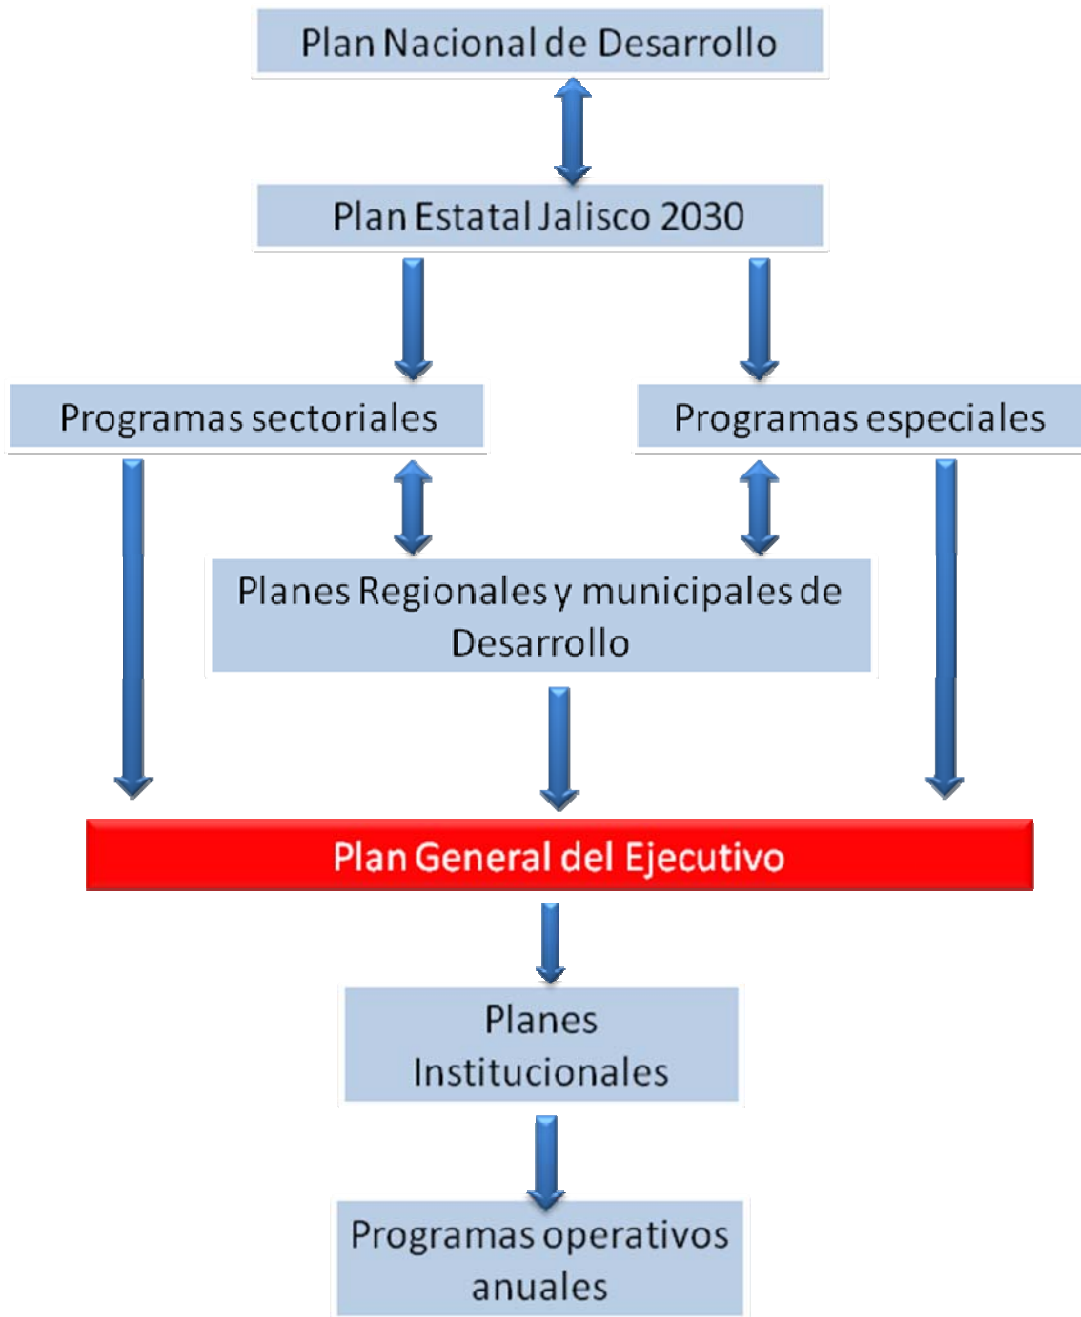 Plan Nacional de Desarrollo
Plan Estatal Jalisco 2030
Programas sectoriales
Programas especiales
Planes Regionales y municipales de
Desarrollo
Plan General del Ejecutivo
Planes
Institucionales
Programas operativos
anuales